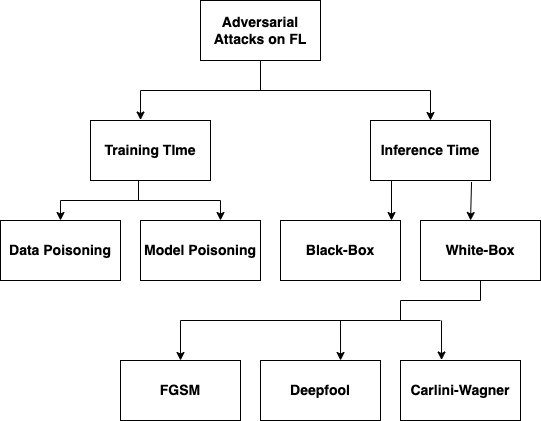 Adversarial
Attacks on FL
Training TIme
Inference Time
Data Poisoning
Model Poisoning
Black-Box
White-Box
FGSM
Deepfool
Carlini-Wagner